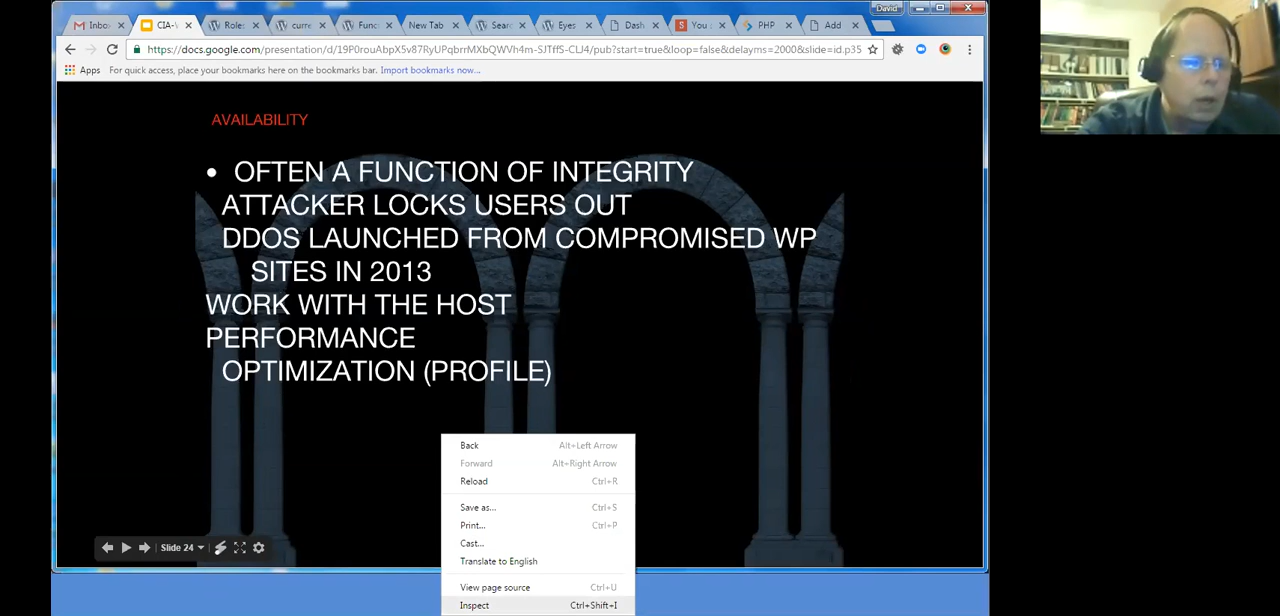 David
Inbo
CIA-
Roles
curre
Func
New Tab
Sear
Eyes
Dash
You
PHP
Add
https://docs.google.com/presentation/d/19P0rouAbpX5v87RyUPqbrrMXbQWVh4m-SJTffS-CLJ4/pub?start=true&loop=false&delayms=2000&slide=id.p35
Apps For quick access, place your bookmarks here on the bookmarks bar. Import bookmarks now...
AVAILABILITY
• OFTEN A FUNCTION OF INTEGRITY
ATTACKER LOCKS USERS OUT
DDOS LAUNCHED FROM COMPROMISED WP
SITES IN 2013
WORK WITH THE HOST
PERFORMANCE
OPTIMIZATION (PROFILE)
Back Alt+Left Arrow
Forward Alt+Right Arrow
Reload Ctrl+R
Save as... Ctrl+S
Print... Ctrl+P
Cast...
Translate to English
View page source Ctrl+U
Inspect Ctrl+Shift+I
Slide 24